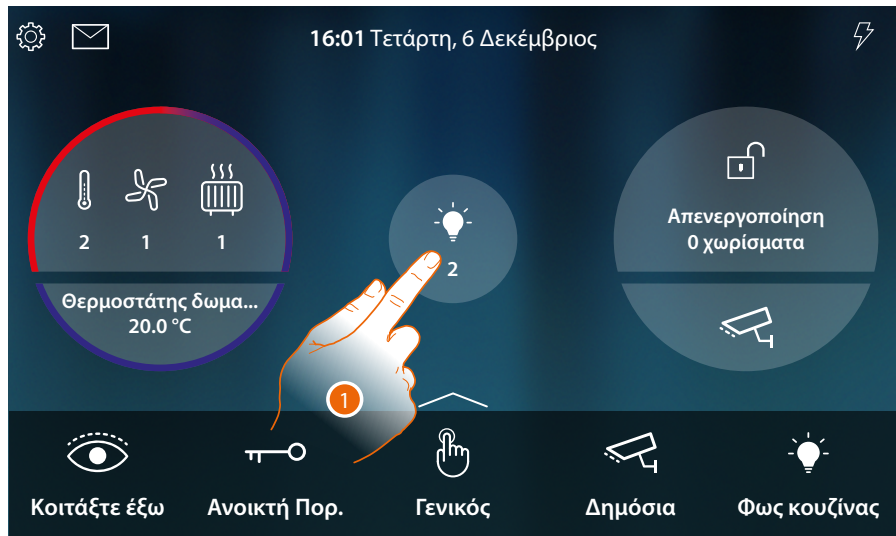 16:01 Τετάρτη, 6 Δεκέμβριος
2 1 1
Θερμοστάτης δωμα...
20.0 °C
2
Απενεργοποίηση
0 χωρίσματα
1
Κοιτάξτε έξω
Ανοικτή Πορ.
Γενικός
Δημόσια
Φως κουζίνας